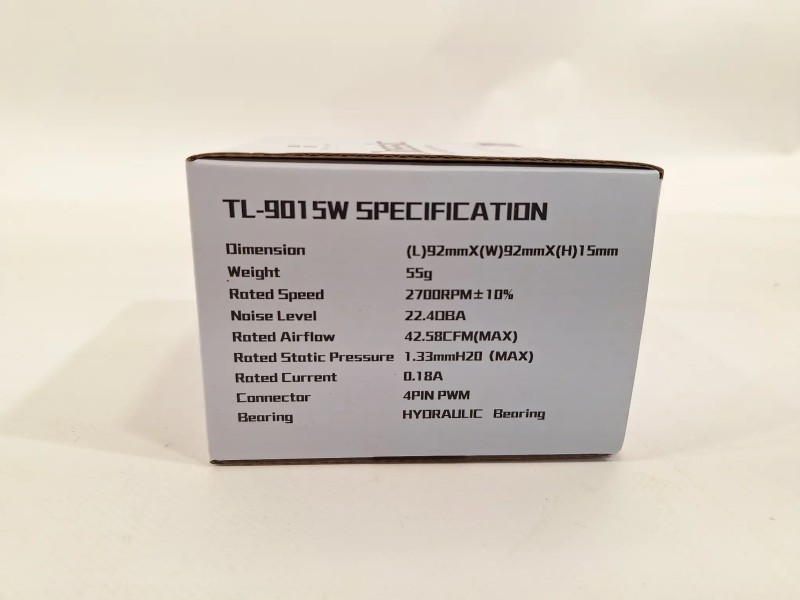 TL-9015W SPECIFICATION
Dimension (L)92mmX(W)92mmX(H)15mm
Weight 55g
Rated Speed 2700RPM±10%
Noise Level 22.4DBA
Rated Airflow 42.58CFM(MAX)
Rated Static Pressure 1.33mmH2O (MAX)
Rated Current 0.18A
Connector 4PIN PWM
Bearing HYDRAULIC Bearing